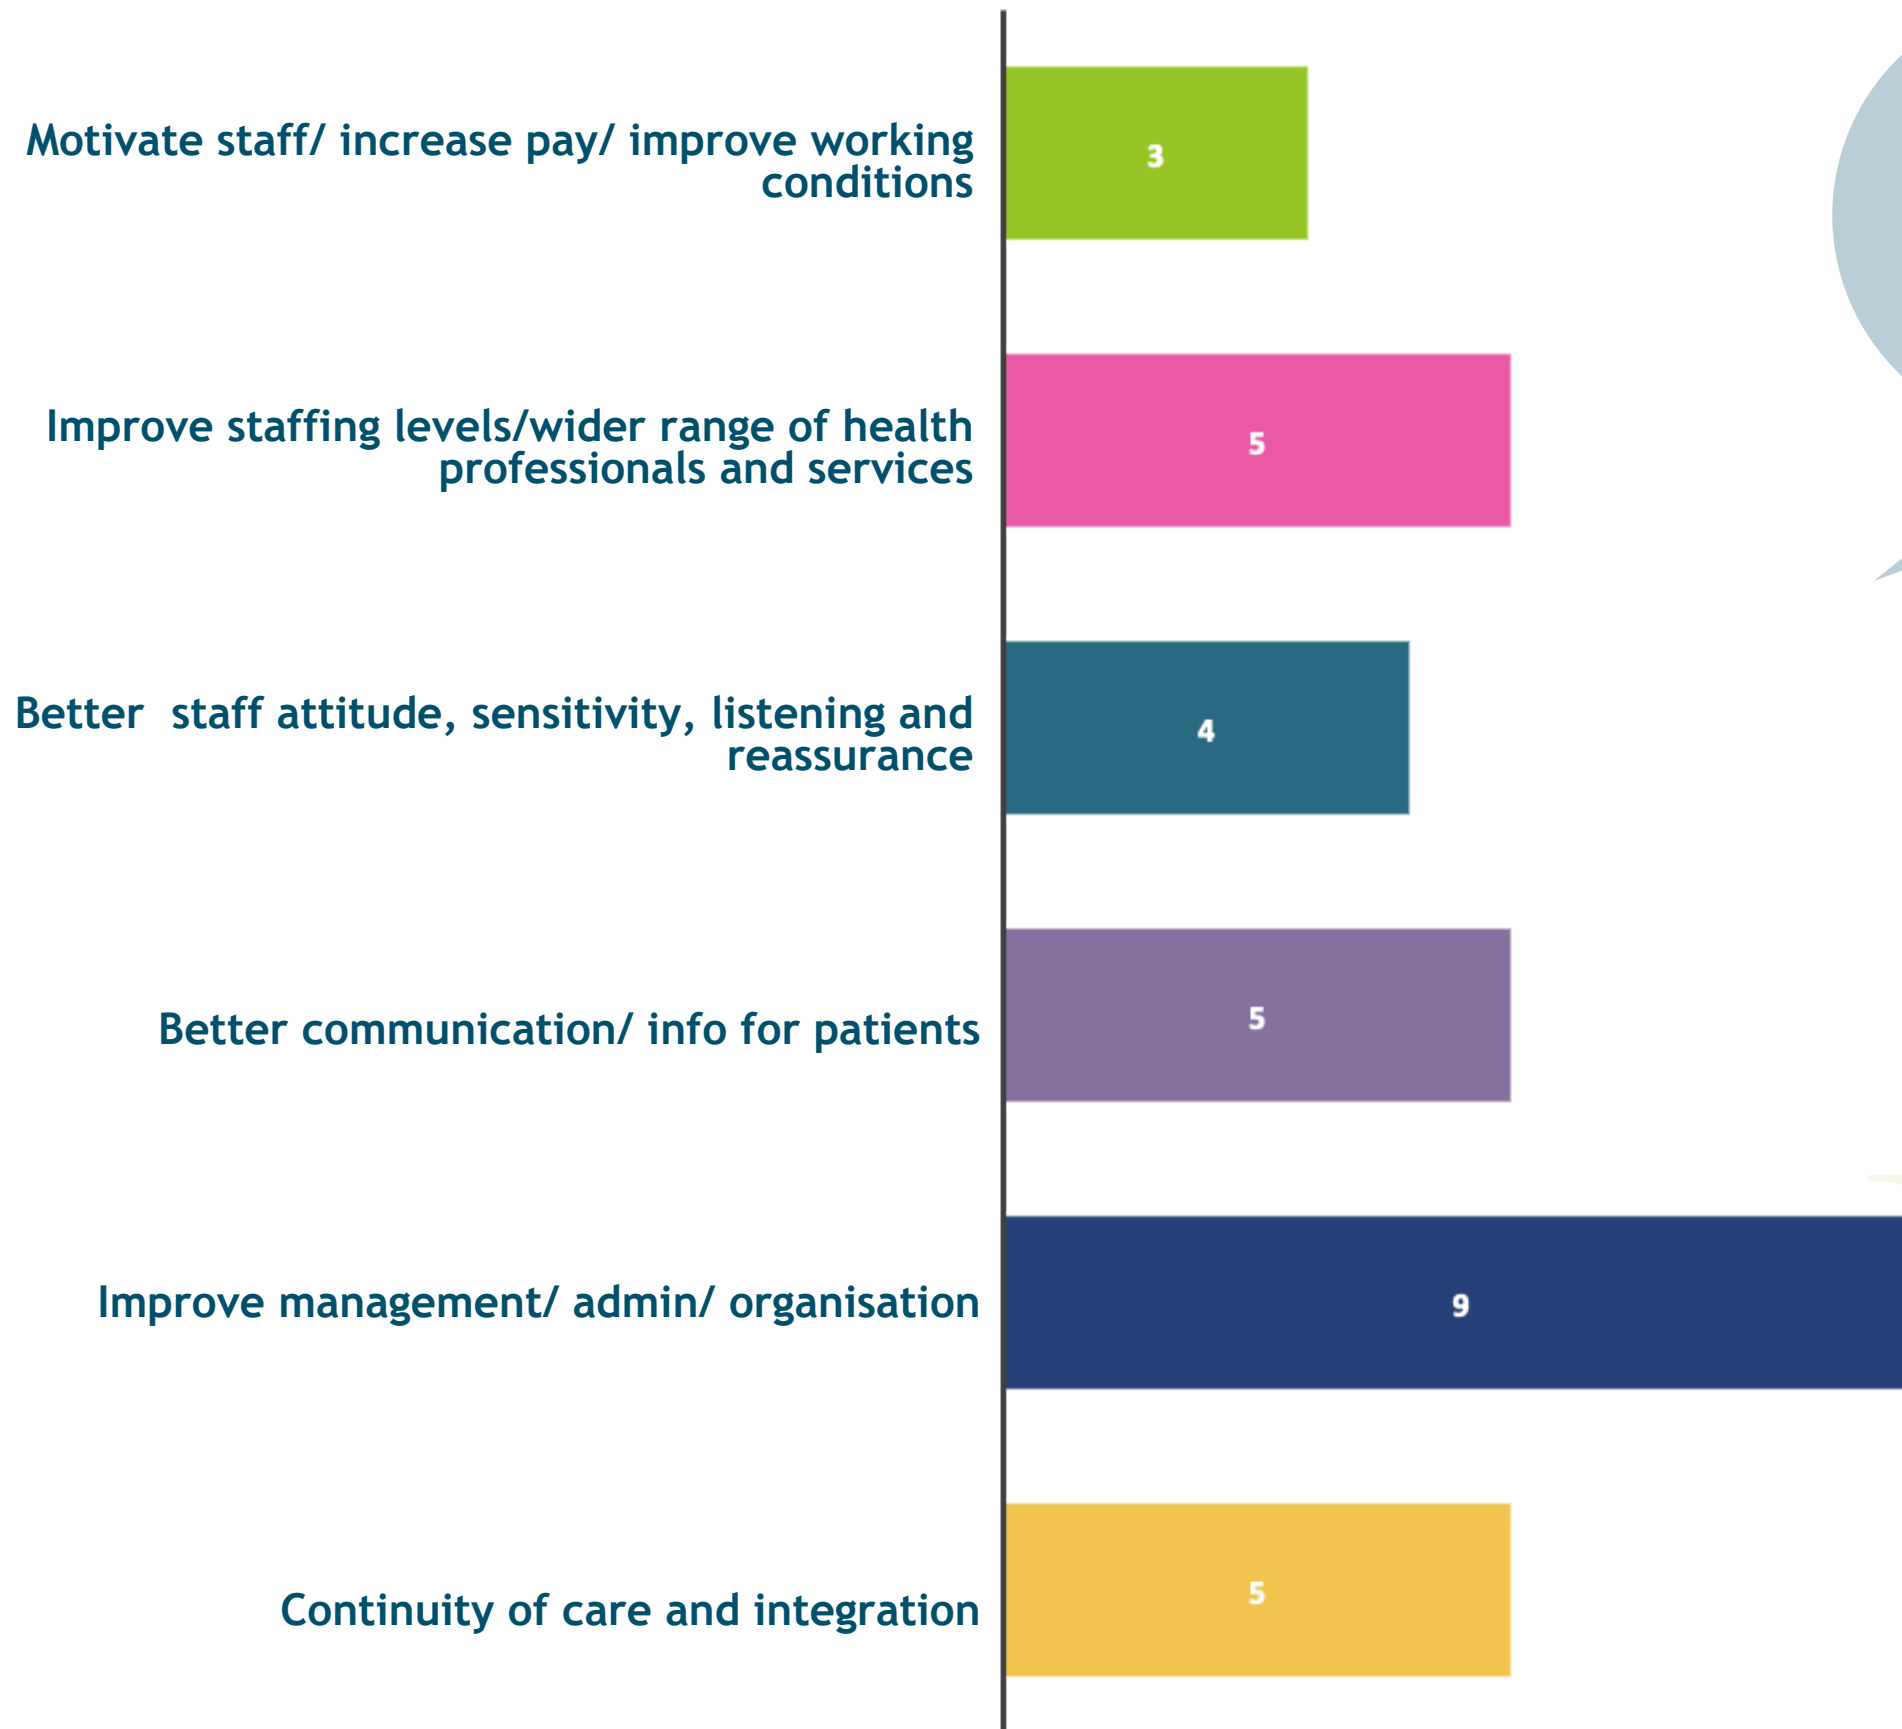 Motivate staff/ increase pay/ improve working
conditions
3
Improve staffing levels/wider range of health
professionals and services
5
Better  staff attitude, sensitivity, listening and
reassurance
4
Better communication/ info for patients
5
Improve management/ admin/ organisation
9
Continuity of care and integration
5